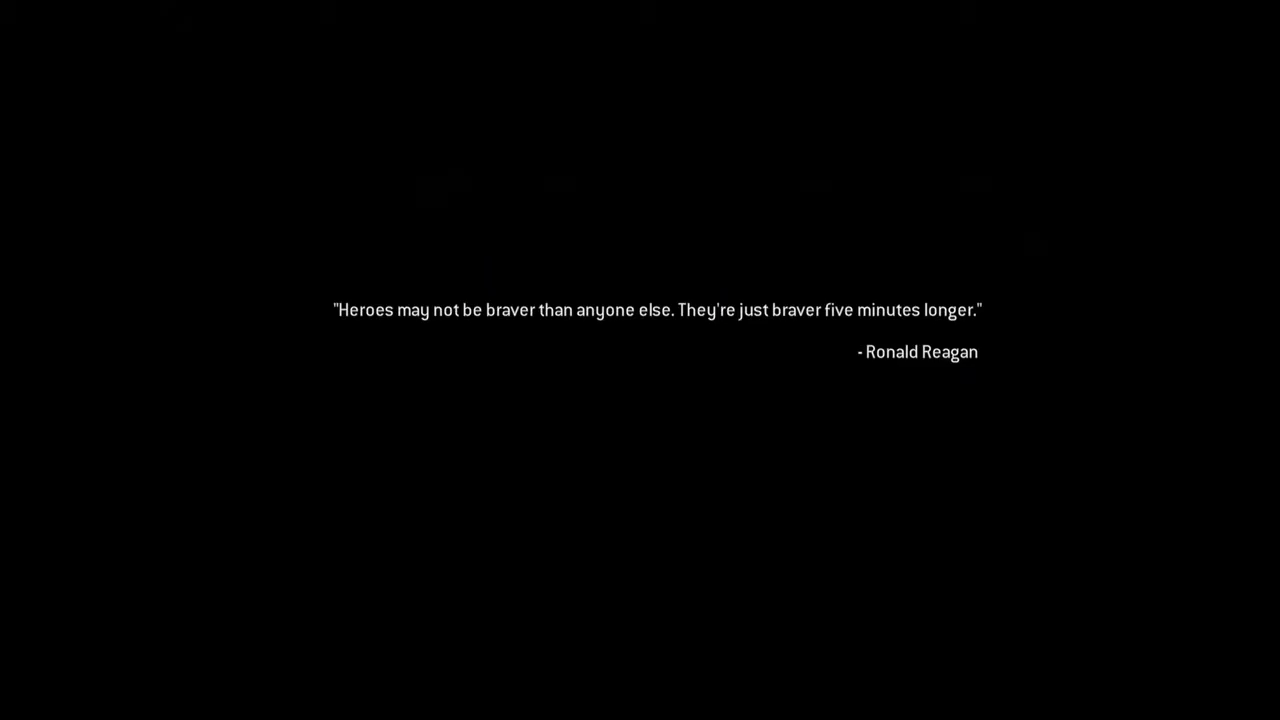 "Heroes may not be braver than anyone else. They're just braver five minutes longer."
- Ronald Reagan